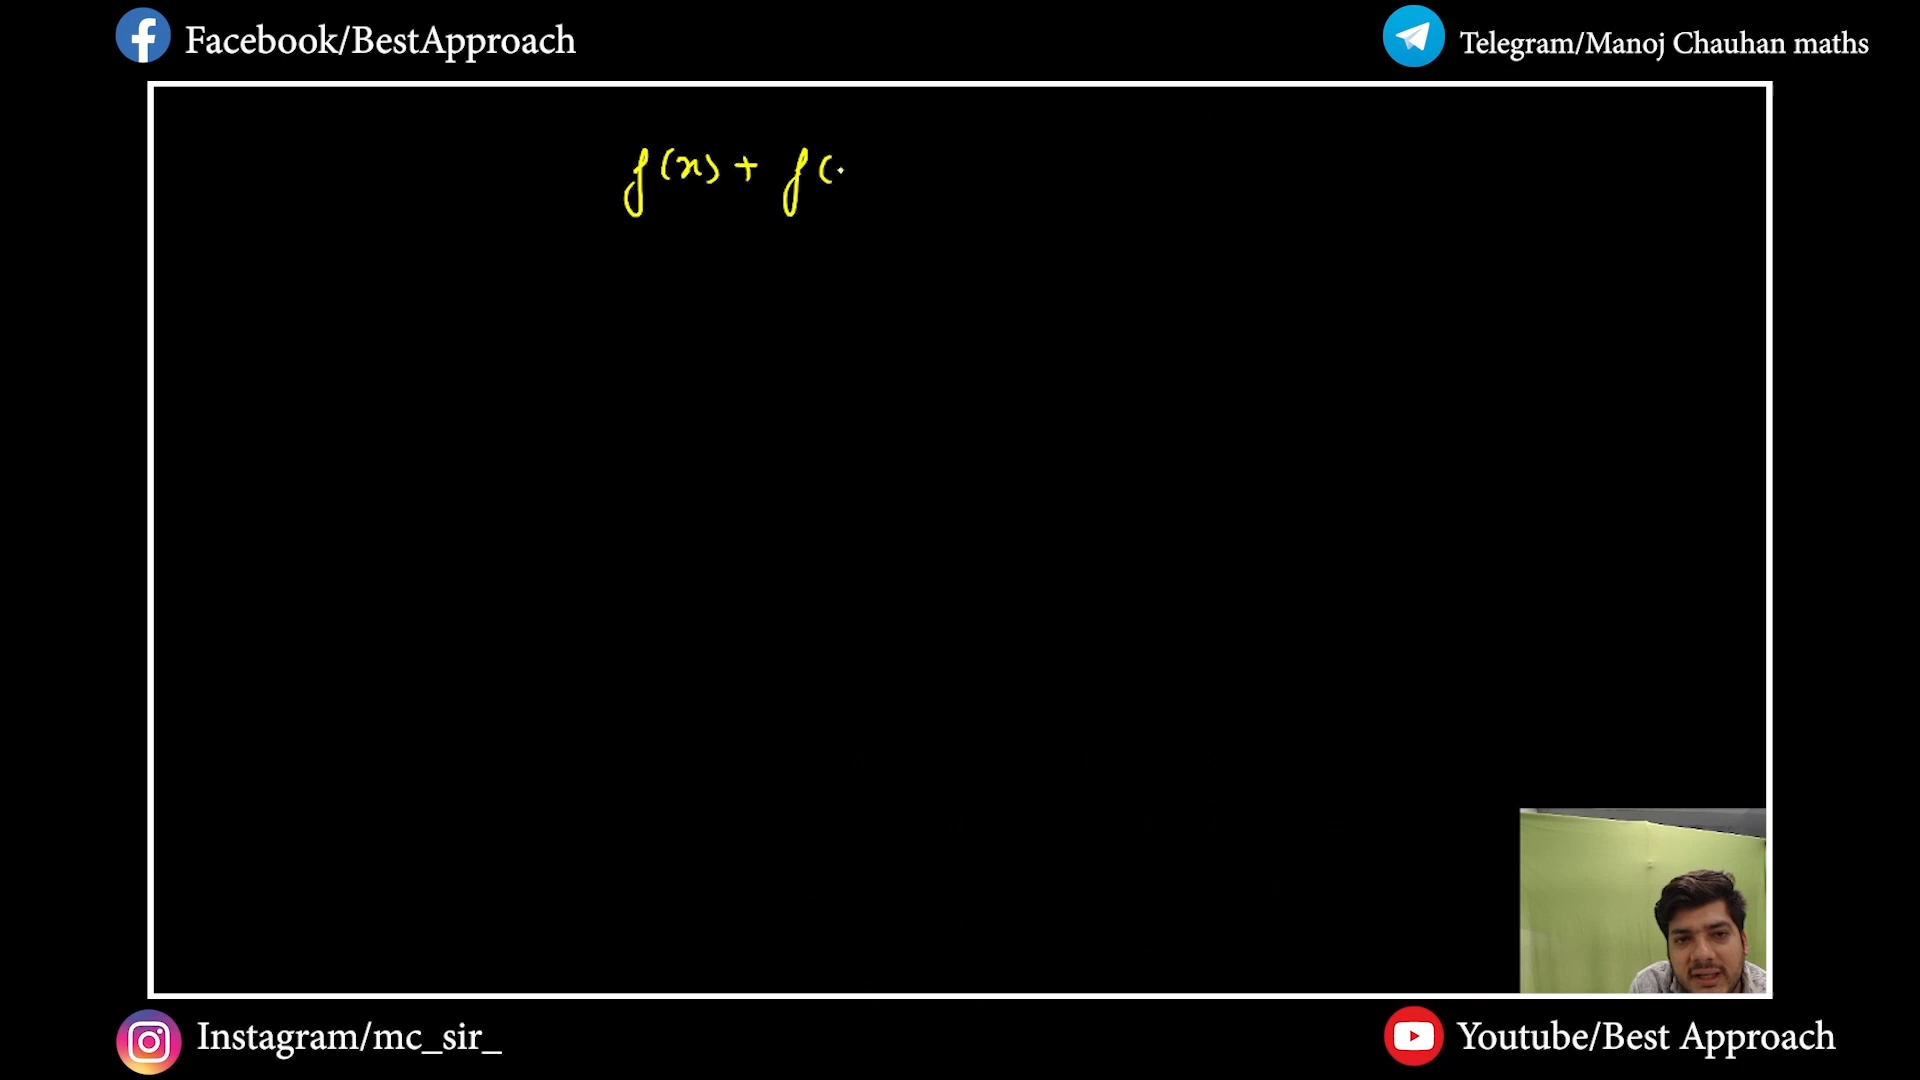 Facebook/BestApproach
Telegram/Manoj Chauhan maths
f(x) + f(
Instagram/mc_sir_
Youtube/Best Approach